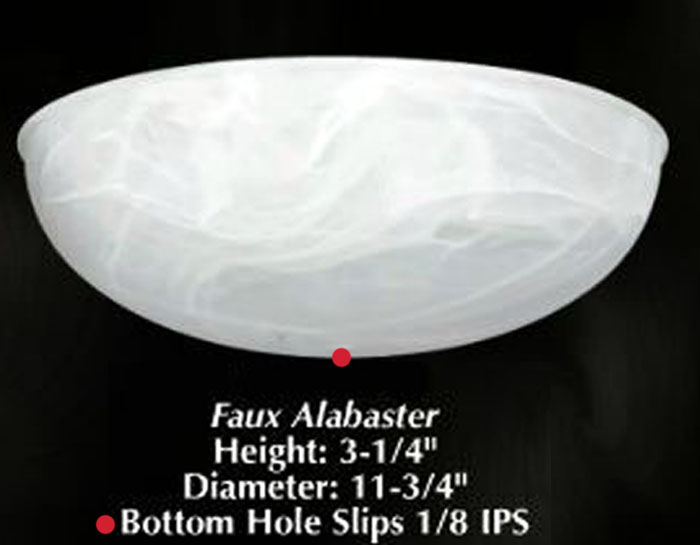 Faux Alabaster
Height: 3-1/4"
Diameter: 11-3/4"
Bottom Hole Slips 1/8 IPS